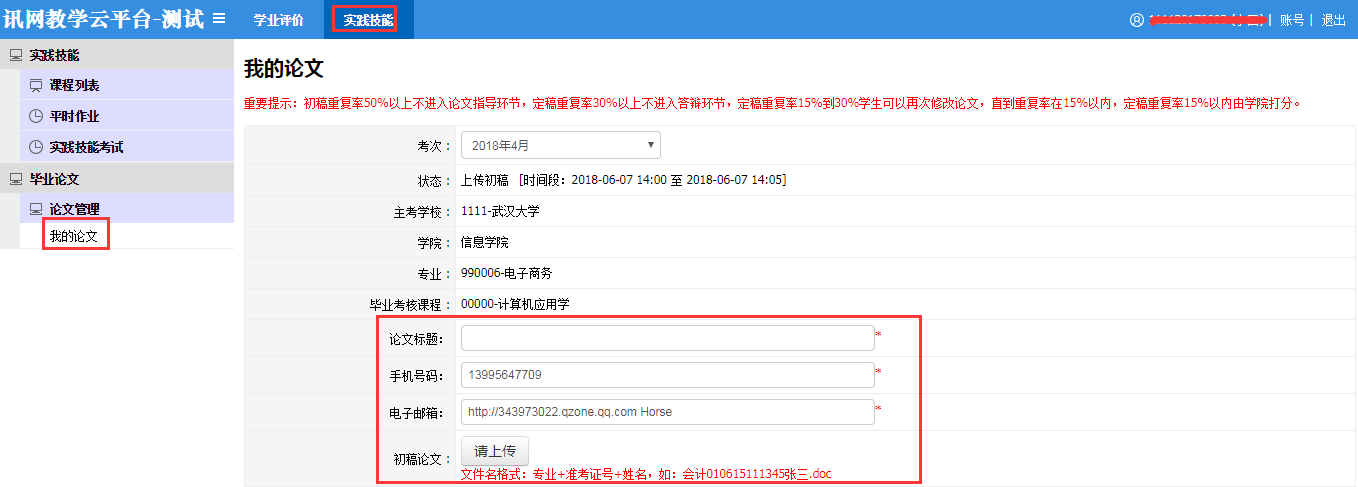 讯网教学云平台-测试 ≡ 学业评价 实践技能 | 账号 | 退出
实践技能
课程列表
平时作业
实践技能考试
毕业论文
论文管理
我的论文
我的论文
重要提示：初稿重复率50%以上不进入论文指导环节，定稿重复率30%以上不进入答辩环节，定稿重复率15%到30%学生可以再次修改论文，直到重复率在15%以内，定稿重复率15%以内由学院打分。
考次： 2018年4月
状态： 上传初稿 [时间段：2018-06-07 14:00 至 2018-06-07 14:05]
主考学校： 1111-武汉大学
学院： 信息学院
专业： 990006-电子商务
毕业考核课程： 00000-计算机应用学
论文标题： *
手机号码： 13995647709 *
电子邮箱： http://343973022.qzone.qq.com Horse *
初稿论文： 请上传
文件名格式：专业+准考证号+姓名，如：会计010615111345张三.doc